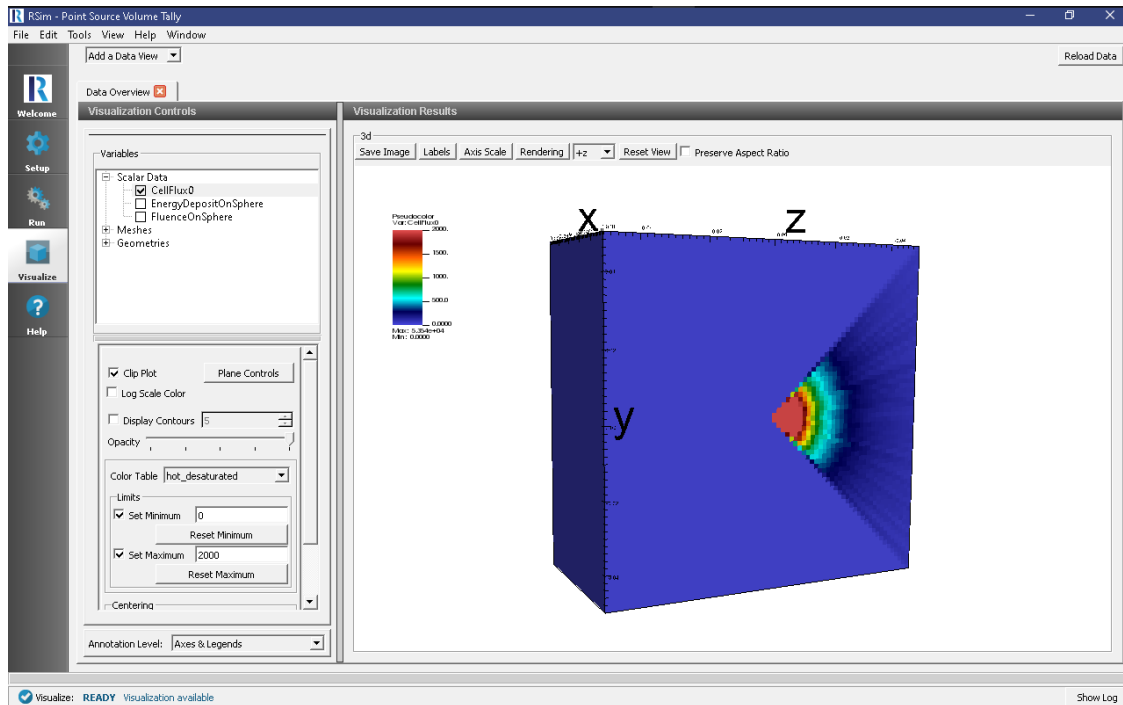 RSim - Point Source Volume Tally
File Edit Tools View Help Window
Add a Data View
Reload Data
Data Overview
Welcome
Setup
Run
Visualize
Help
Visualization Controls
Variables
Scalar Data
CellFlux0
EnergyDepositOnSphere
FluenceOnSphere
Meshes
Geometries
Clip Plot
Plane Controls
Log Scale Color
Display Contours 5
Opacity
Color Table hot_desaturated
Limits
Set Minimum 0
Reset Minimum
Set Maximum 2000
Reset Maximum
Centering
Annotation Level: Axes & Legends
Visualization Results
3d
Save Image Labels Axis Scale Rendering +z Reset View Preserve Aspect Ratio
Pseudocolor
Var: CellFlux0
2000.
1500.
1000.
500.0
0.0000
Max: 5.354e+04
Min: 0.0000
X
Z
y
Visualize: READY Visualization available
Show Log